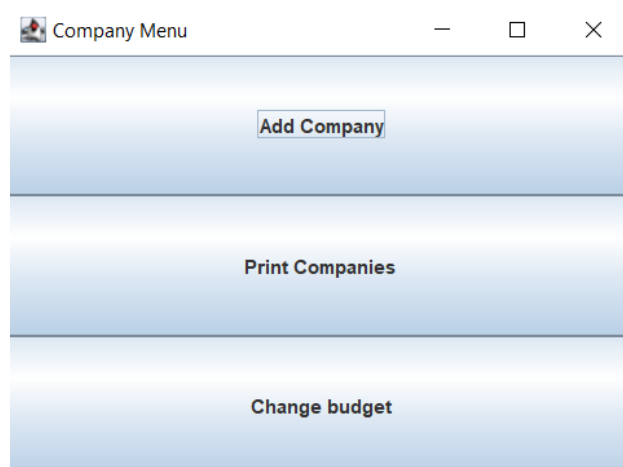 Company Menu
Add Company
Print Companies
Change budget